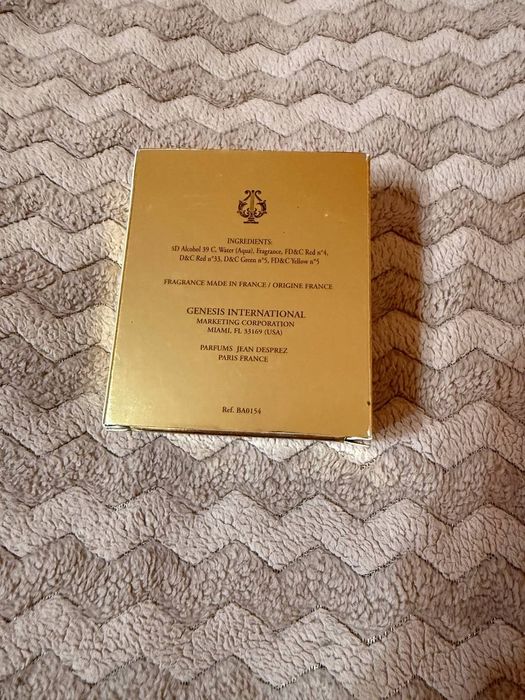 INGREDIENTS:
SD Alcohol 39 C, Water (Aqua), Fragrance, FD&C Red n°4,
D&C Red n°33, D&C Green n°5, FD&C Yellow n°5
FRAGRANCE MADE IN FRANCE / ORIGINE FRANCE
GENESIS INTERNATIONAL
MARKETING CORPORATION
MIAMI, FL 33169 (USA)
PARFUMS JEAN DESPREZ
PARIS FRANCE
Ref. BA0154